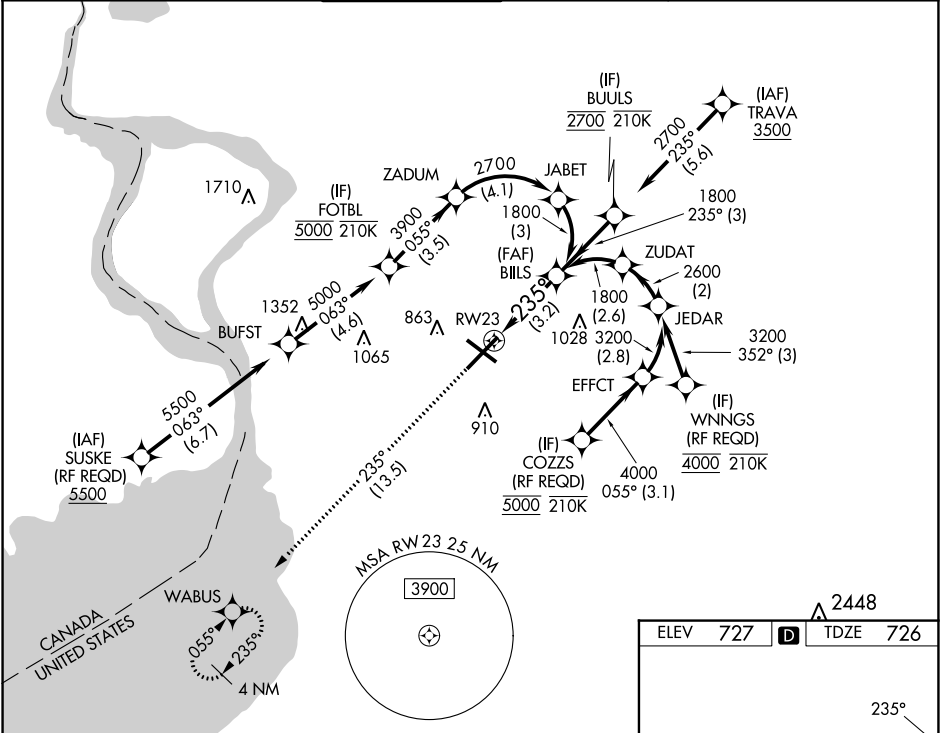 (IF)
BUULS
2700 210K
(IAF)
TRAVA
3500
2700
235°
(5.6)
ZADUM
2700
(4.1)
JABET
1710
(IF)
FOTBL
5000 210K
3900
055°
(3.5)
1800
(3)
1800
235° (3)
(FAF)
BIILS
ZUDAT
2600
(2)
1352
5000
063°
(4.6)
BUFST
1065
863
RW23
235°
(3.2)
1800
(2.6)
1028
JEDAR
3200
(2.8)
3200
352° (3)
EFFCT
5500
063°
(6.7)
(IAF)
SUSKE
(RF REQD)
5500
910
235°
(13.5)
(IF)
COZZS
(RF REQD)
5000 210K
4000
055° (3.1)
(IF)
WNNGS
(RF REQD)
4000 210K
MSA RW23 25 NM
3900
WABUS
055°
235°
4 NM
CANADA
UNITED STATES
2448
ELEV 727 D TDZE 726
235°